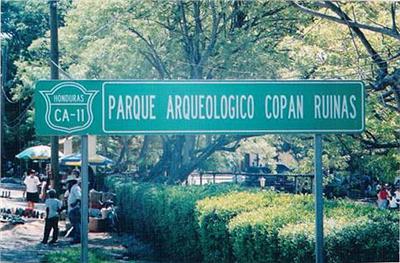 HONDURAS
CA-11
PARQUE ARQUEOLOGICO COPAN RUINAS